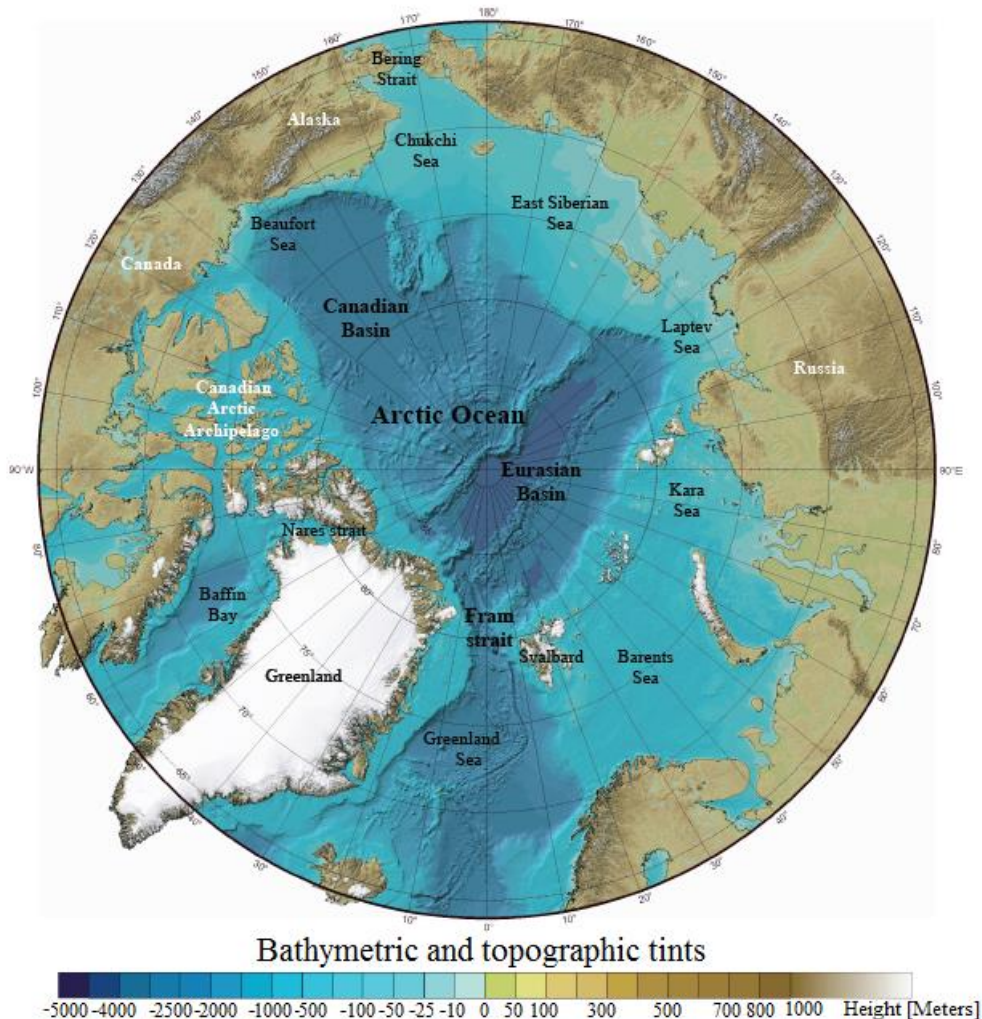 180°
170°
170°
160°
160°
150°
150°
140°
140°
130°
130°
120°
120°
110°
110°
100°
100°
90°W
90°E
80°
80°
70°
70°
60°
60°
50°
40°
40°
30°
30°
20°
20°
10°
10°
0°
80°
75°
70°
65°
Bering
Strait
Alaska
Chukchi
Sea
East Siberian
Sea
Beaufort
Sea
Canada
Canadian
Basin
Laptev
Sea
Russia
Canadian
Arctic
Archipelago
Arctic Ocean
Eurasian
Basin
Kara
Sea
Nares strait
Baffin
Bay
Fram
strait
Svalbard
Barents
Sea
Greenland
Greenland
Sea
Bathymetric and topographic tints
-5000 -4000 -2500 -2000 -1000 -500 -100 -50 -25 -10 0 50 100 300 500 700 800 1000 Height [Meters]